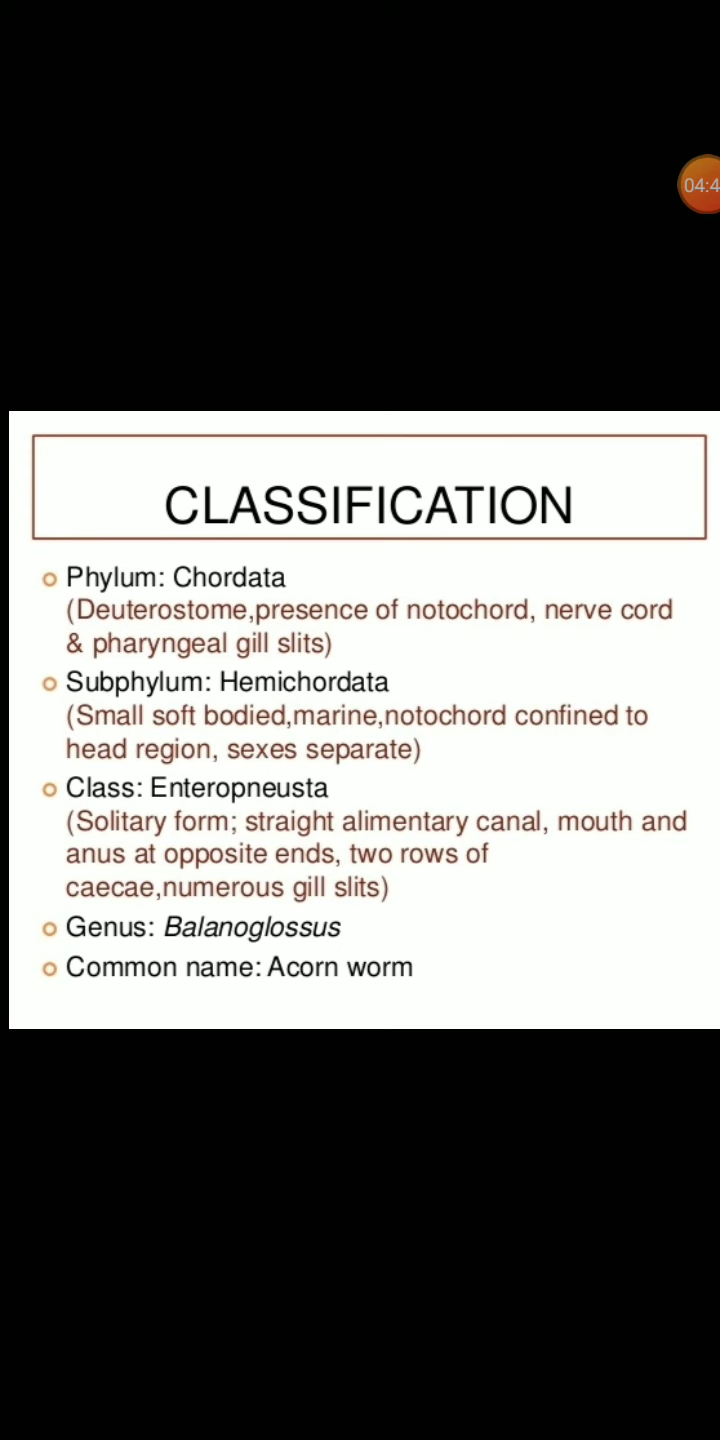 04:4
CLASSIFICATION
Phylum: Chordata
(Deuterostome,presence of notochord, nerve cord
& pharyngeal gill slits)
Subphylum: Hemichordata
(Small soft bodied,marine,notochord confined to
head region, sexes separate)
Class: Enteropneusta
(Solitary form; straight alimentary canal, mouth and
anus at opposite ends, two rows of
caecae,numerous gill slits)
Genus: Balanoglossus
Common name: Acorn worm